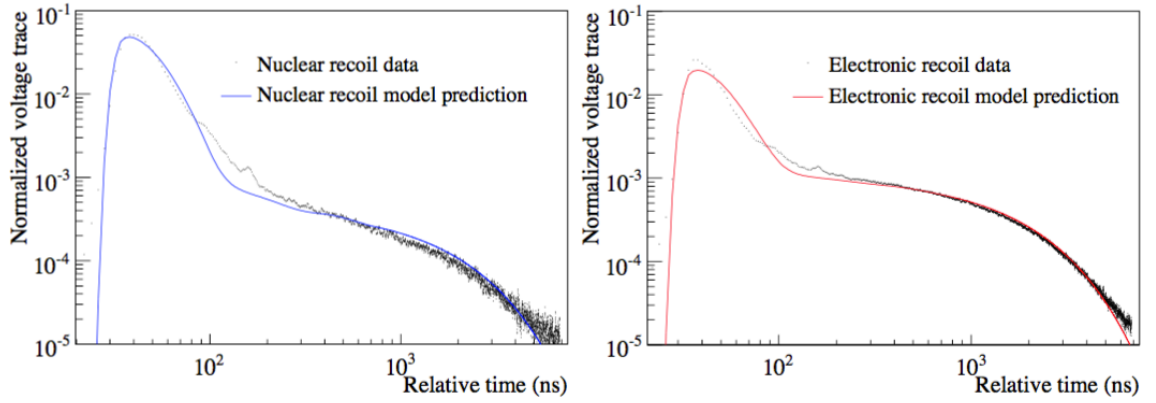 Normalized voltage trace
10^-1
10^-2
10^-3
10^-4
10^-5
Nuclear recoil data
Nuclear recoil model prediction
10^2
10^3
Relative time (ns)
Normalized voltage trace
10^-1
10^-2
10^-3
10^-4
10^-5
Electronic recoil data
Electronic recoil model prediction
10^2
10^3
Relative time (ns)